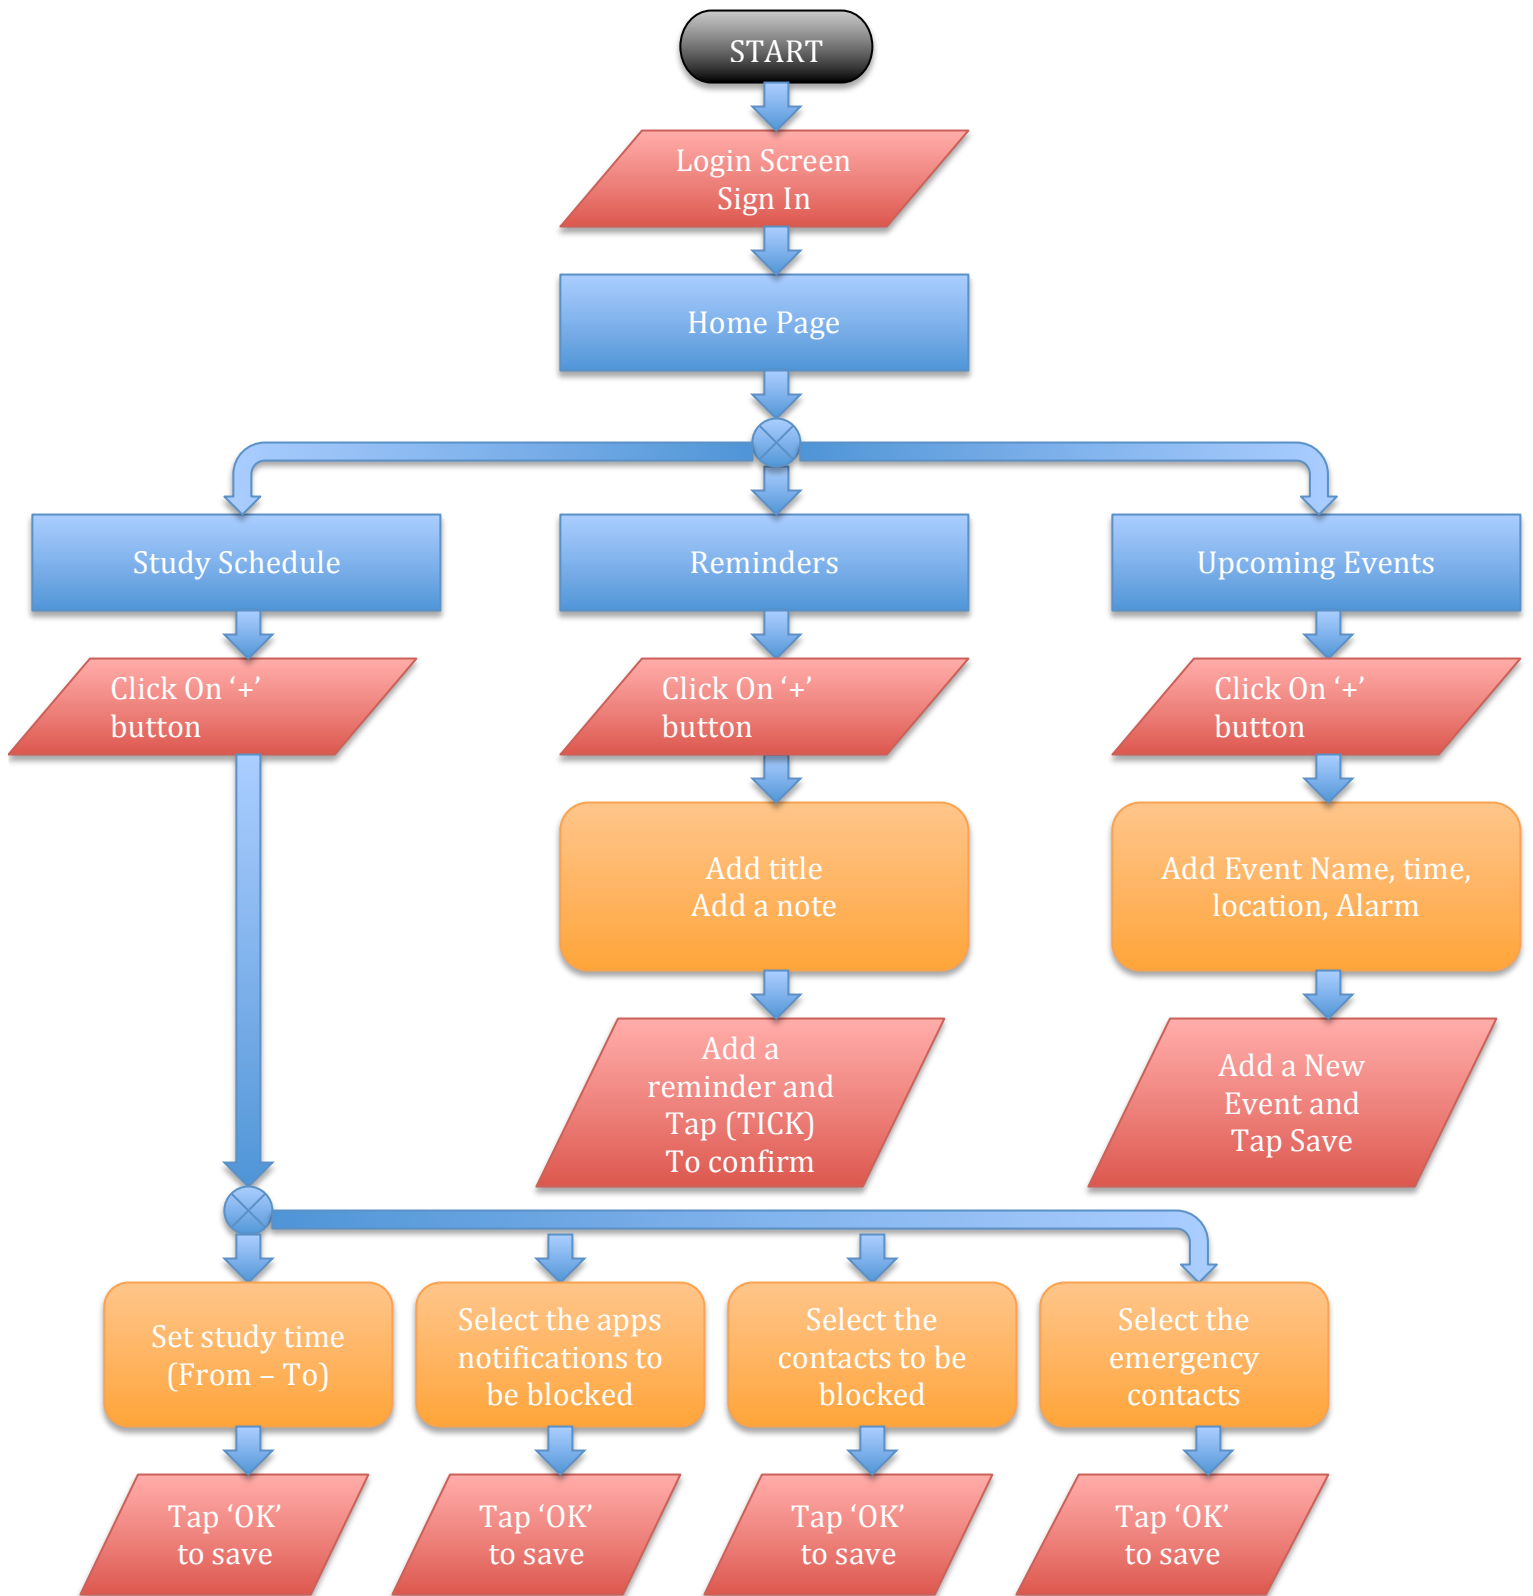 START
Login Screen
Sign In
Home Page
Study Schedule
Reminders
Upcoming Events
Click On ‘+’
button
Click On ‘+’
button
Click On ‘+’
button
Add title
Add a note
Add Event Name, time,
location, Alarm
Add a
reminder and
Tap (TICK)
To confirm
Add a New
Event and
Tap Save
Set study time
(From – To)
Select the apps
notifications to
be blocked
Select the
contacts to be
blocked
Select the
emergency
contacts
Tap ‘OK’
to save
Tap ‘OK’
to save
Tap ‘OK’
to save
Tap ‘OK’
to save